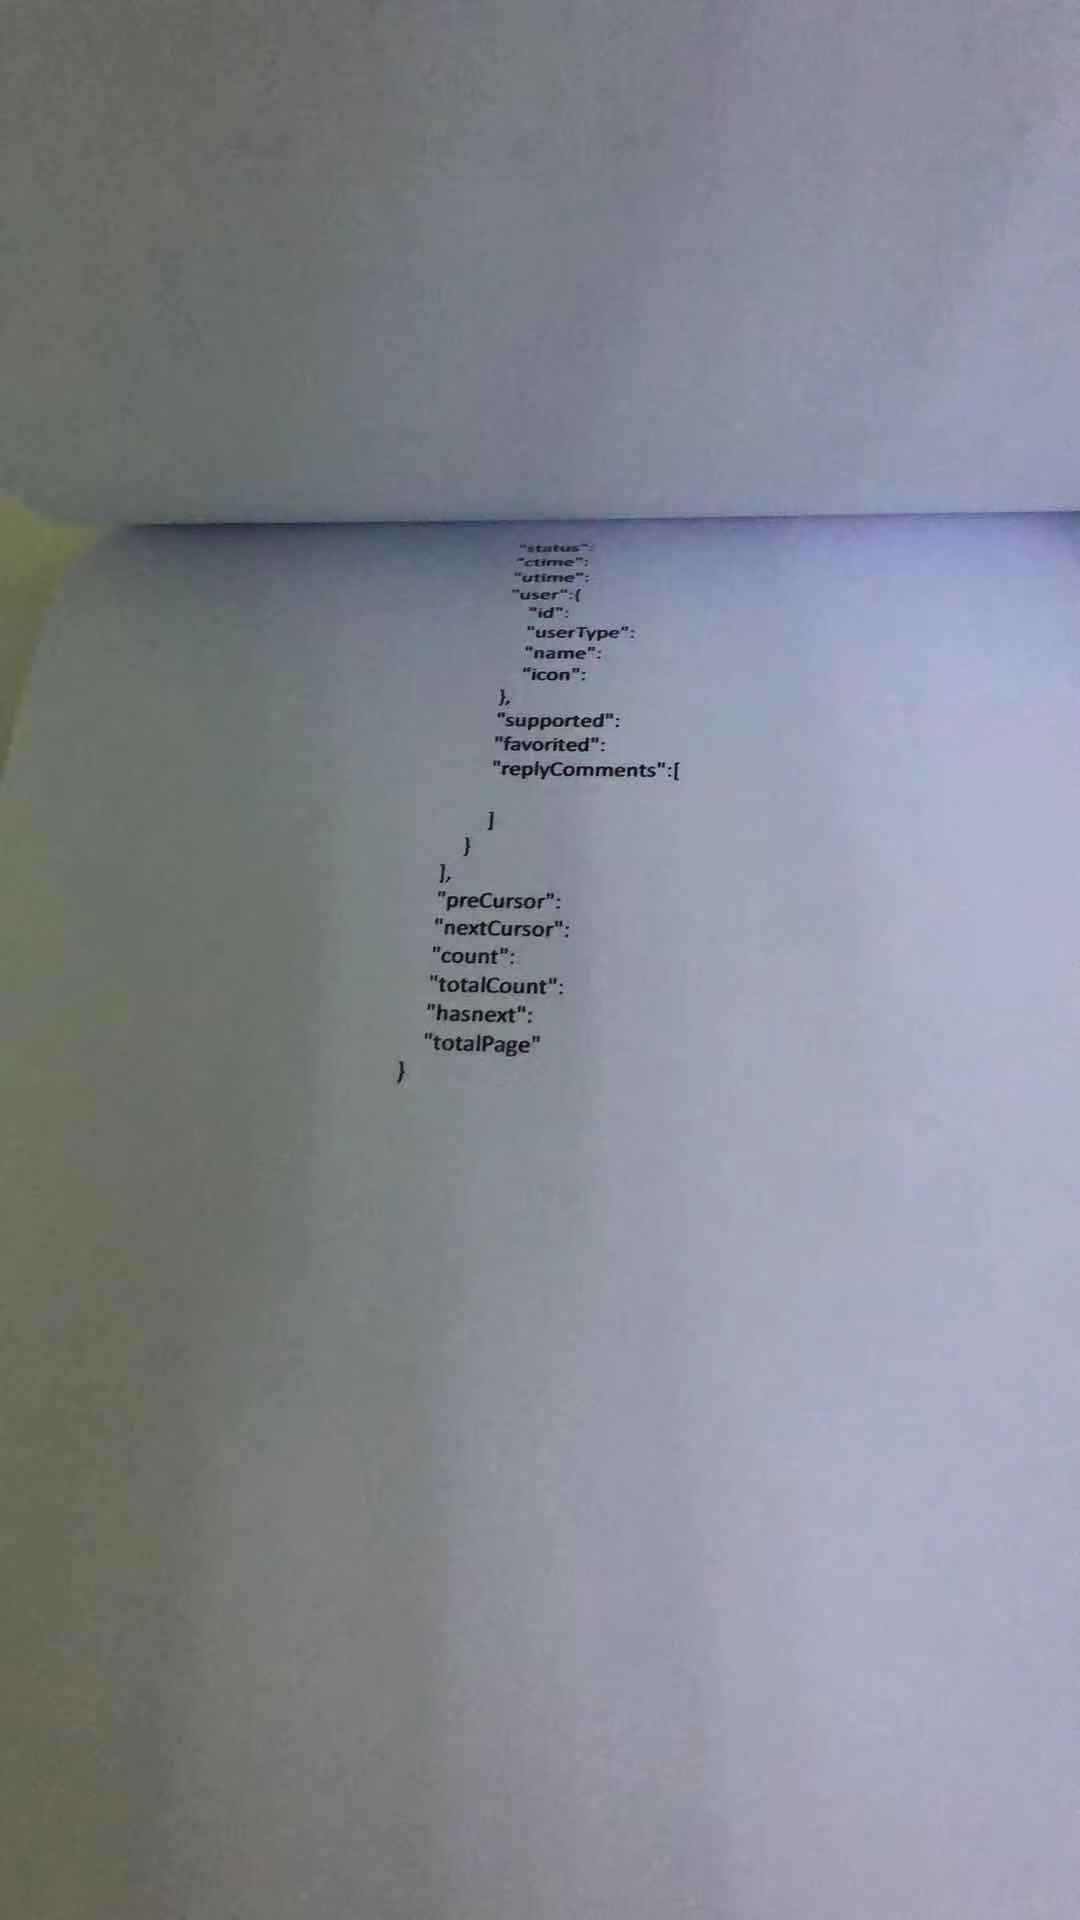 "status":
"ctime":
"utime":
"user":{
"id":
"userType":
"name":
"icon":
},
"supported":
"favorited":
"replyComments":[
]
}
],
"preCursor":
"nextCursor":
"count":
"totalCount":
"hasnext":
"totalPage"
}